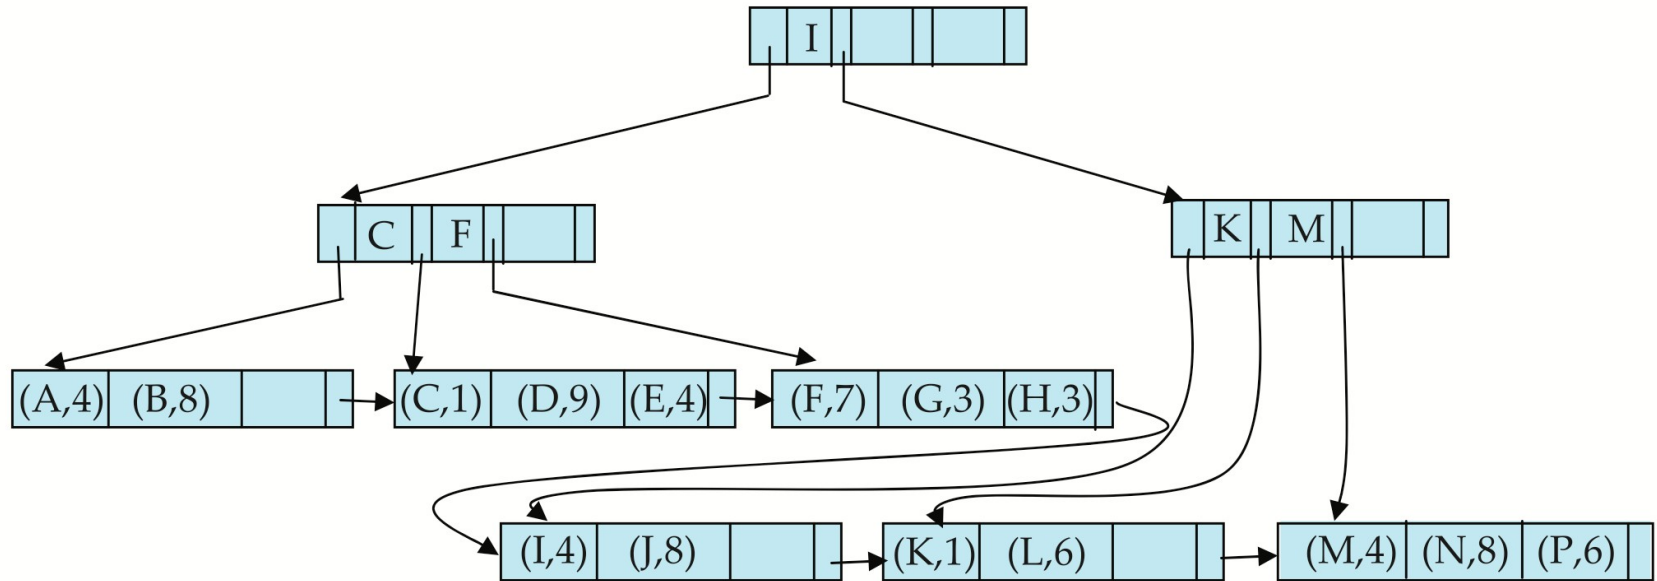 I
C F K M
(A,4) (B,8) (C,1) (D,9) (E,4) (F,7) (G,3) (H,3)
(I,4) (J,8) (K,1) (L,6) (M,4) (N,8) (P,6)